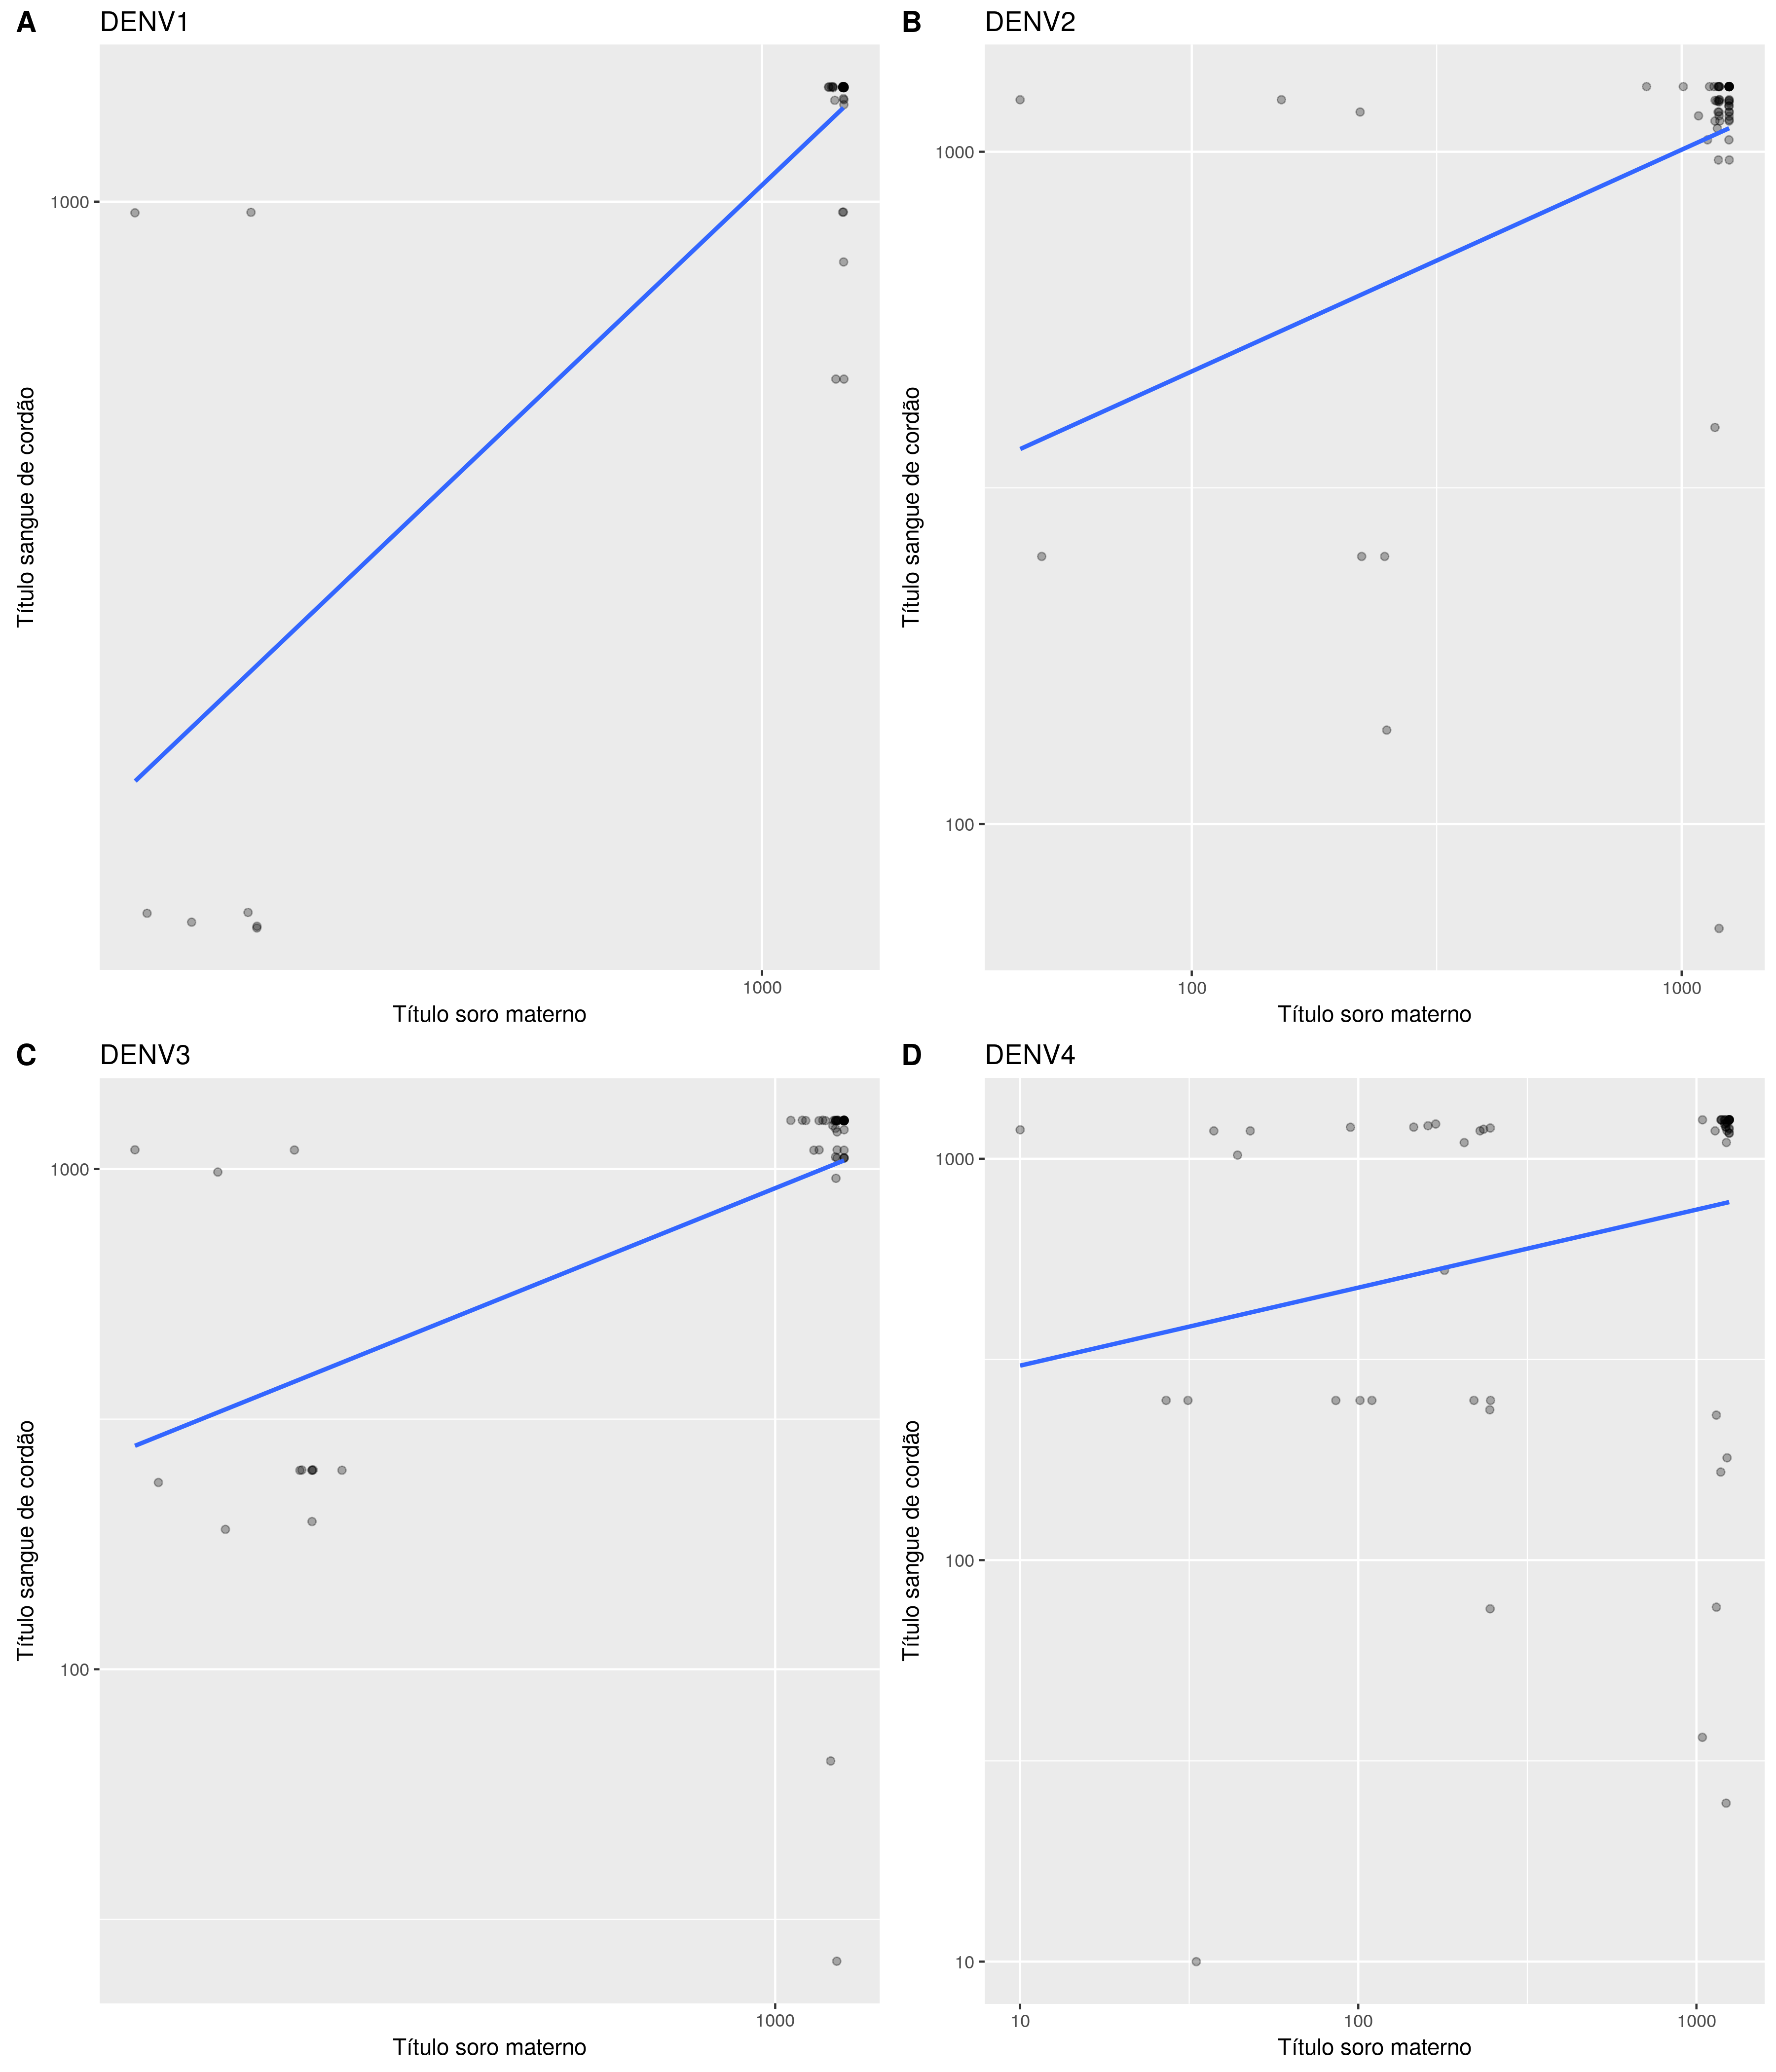 A DENV1
Título sangue de cordão
1000
1000
Título soro materno
B DENV2
Título sangue de cordão
1000
100
100 1000
Título soro materno
C DENV3
Título sangue de cordão
1000
100
1000
Título soro materno
D DENV4
Título sangue de cordão
1000
100
10
10 100 1000
Título soro materno